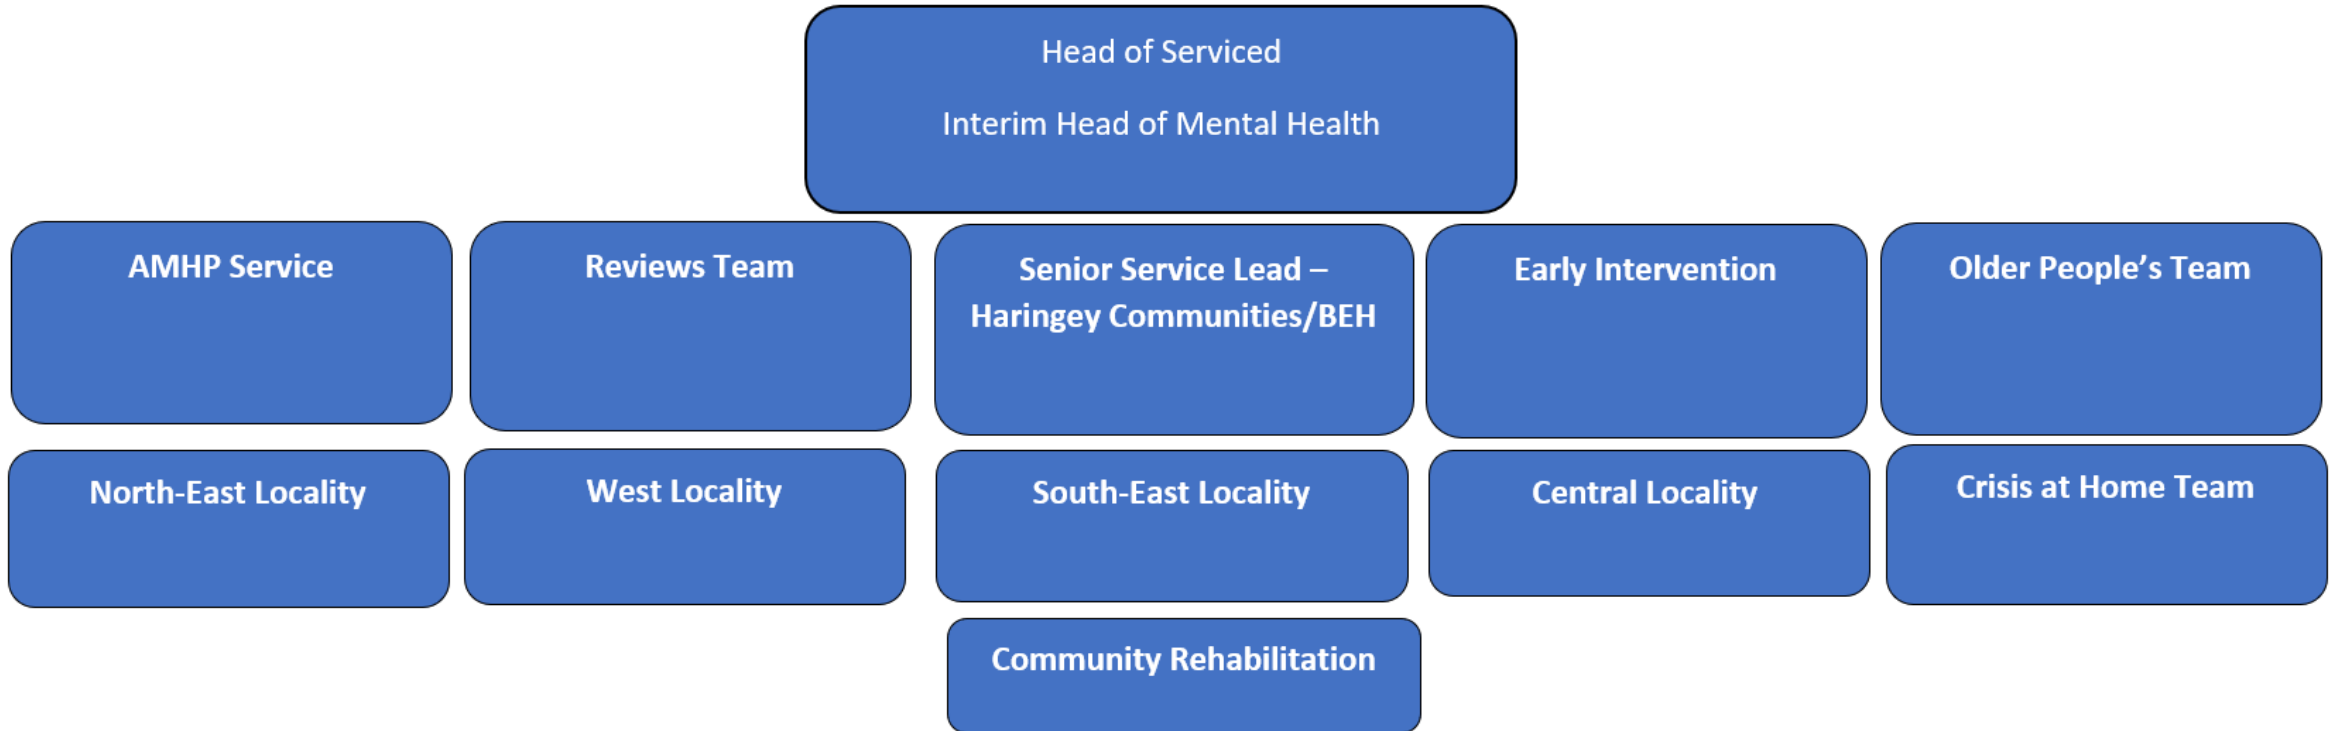 Head of Serviced
Interim Head of Mental Health
AMHP Service
Reviews Team
Senior Service Lead –
Haringey Communities/BEH
Early Intervention
Older People’s Team
North-East Locality
West Locality
South-East Locality
Central Locality
Crisis at Home Team
Community Rehabilitation